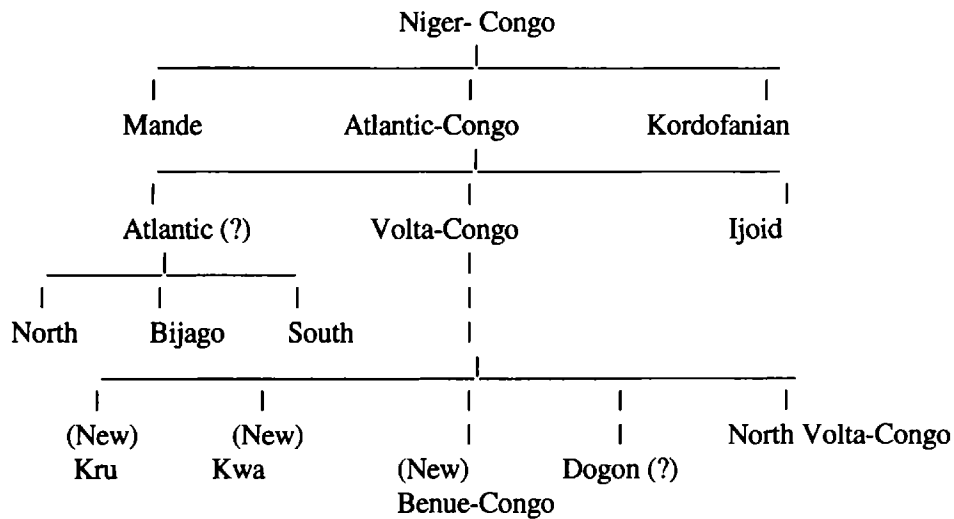 Niger- Congo
Mande Atlantic-Congo Kordofanian
Atlantic (?) Volta-Congo Ijoid
North Bijago South
(New) (New) North Volta-Congo
Kru Kwa (New) Dogon (?)
Benue-Congo